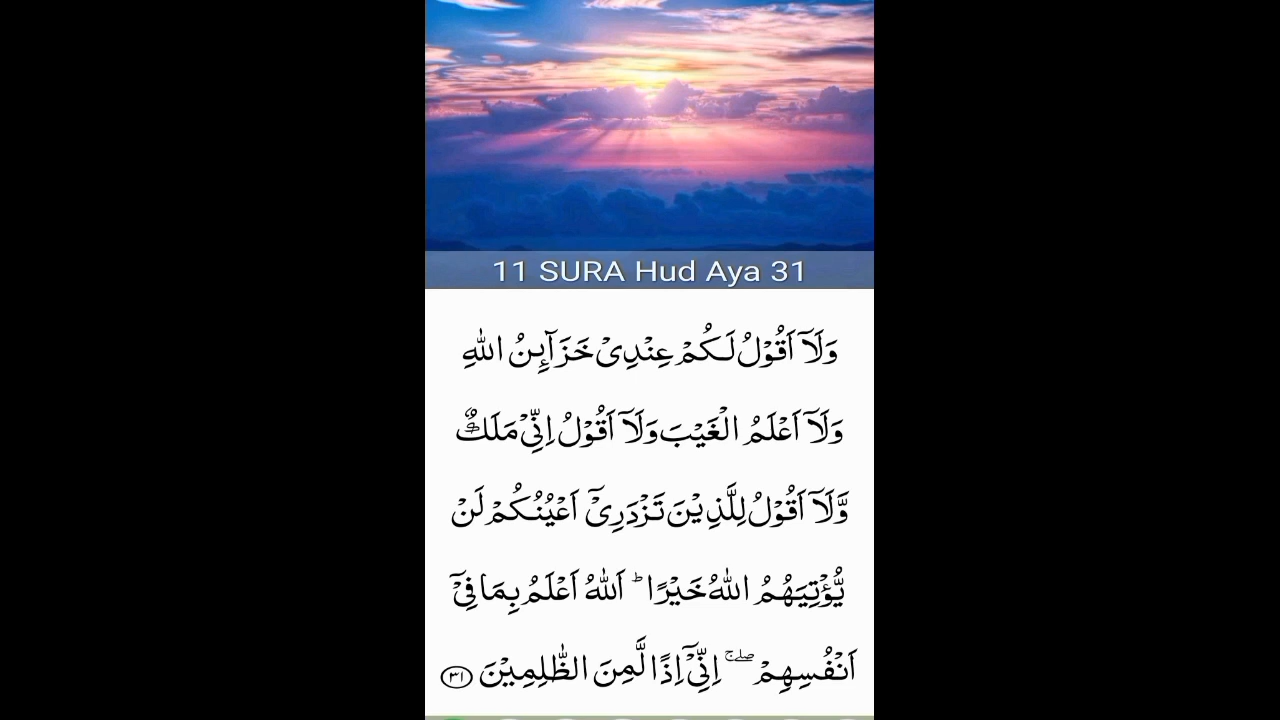 11 SURA Hud Aya 31
وَلَاۤ اَقُوْلُ لَـكُمْ عِنْدِىْ خَزَآٮِٕنُ اللّٰهِ
وَلَاۤ اَعْلَمُ الْغَيْبَ وَلَاۤ اَقُوْلُ اِنِّىْ مَلَكٌ ۚ
وَّلَاۤ اَقُوْلُ لِلَّذِيْنَ تَزْدَرِىْۤ اَعْيُنُكُمْ لَنْ
يُّؤْتِيَهُمُ اللّٰهُ خَيْرًا ؕ اَللّٰهُ اَعْلَمُ بِمَا فِىْۤ
اَنْفُسِهِمْ ۖۚ اِنِّىْۤ اِذًا لَّمِنَ الظّٰلِمِيْنَ ‏﴿۳۱﴾